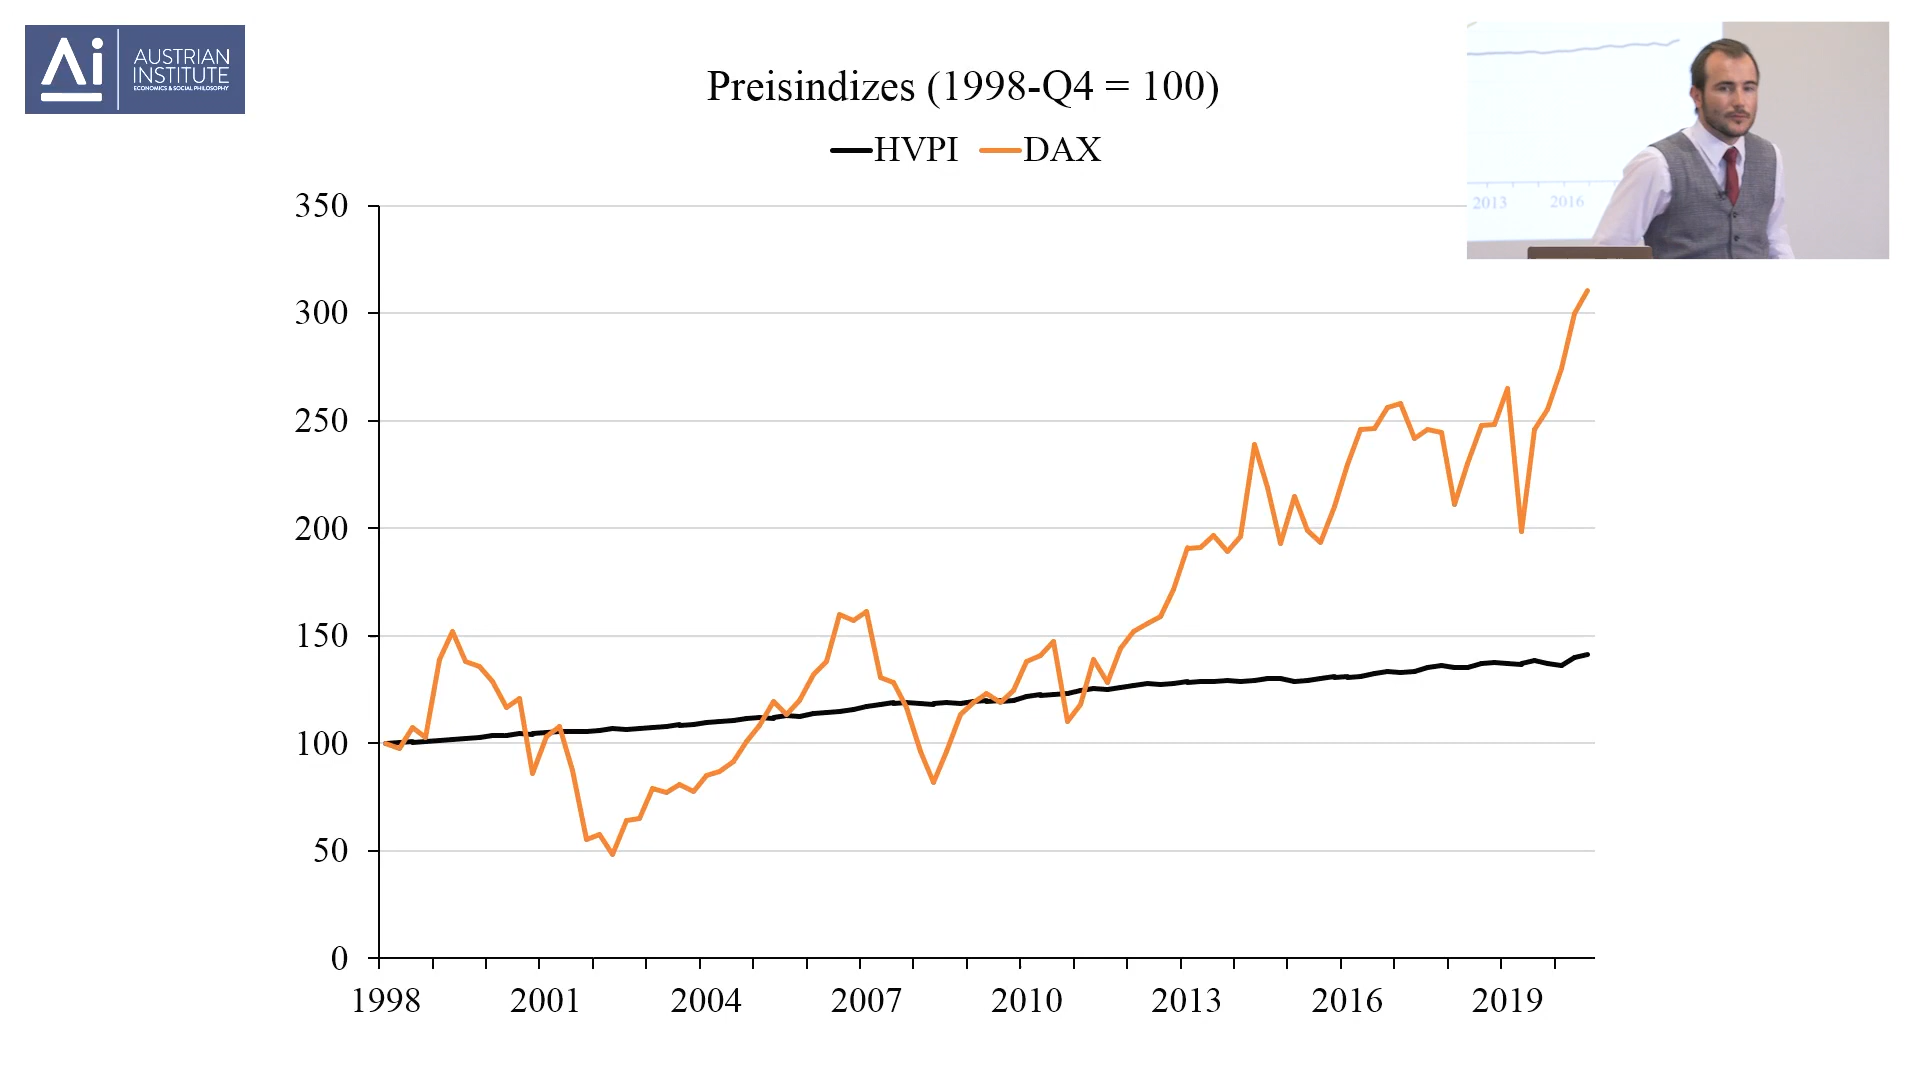 Ai
AUSTRIAN
INSTITUTE
ECONOMICS & SOCIAL PHILOSOPHY
Preisindizes (1998-Q4 = 100)
HVPI DAX
350
300
250
200
150
100
50
0
1998 2001 2004 2007 2010 2013 2016 2019
2013 2016